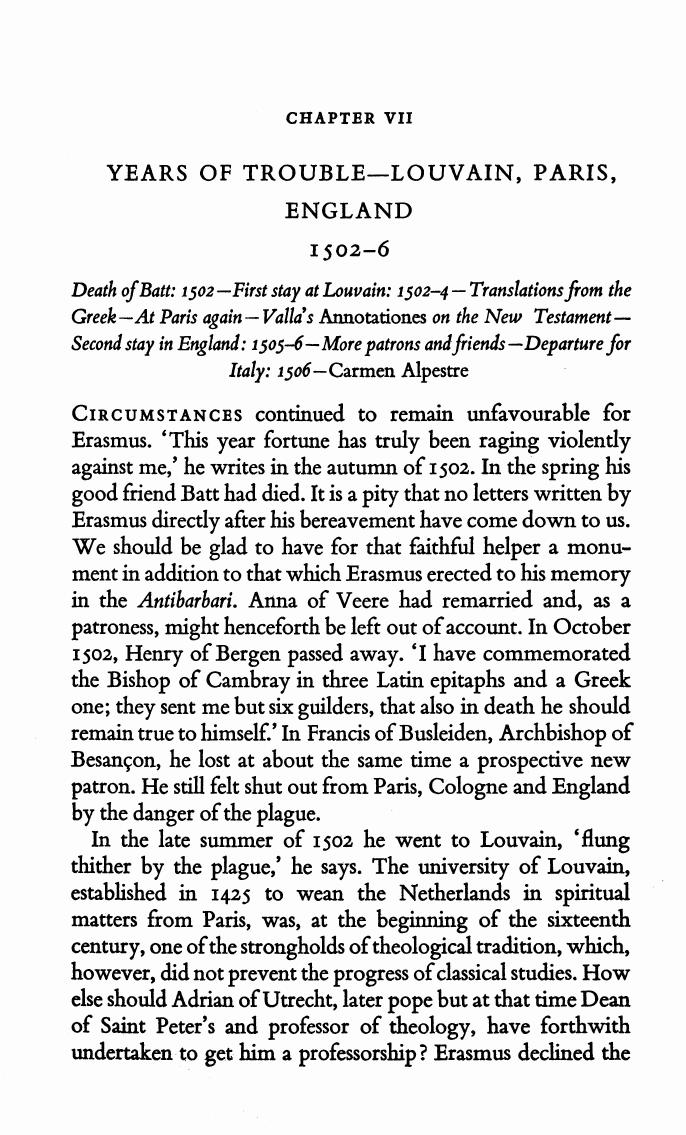 CHAPTER VII
YEARS OF TROUBLE—LOUVAIN, PARIS,
ENGLAND
1502–6
Death of Batt: 1502—First stay at Louvain: 1502–4—Translations from the
Greek—At Paris again—Valla's Annotationes on the New Testament—
Second stay in England: 1505–6—More patrons and friends—Departure for
Italy: 1506—Carmen Alpestre
CIRCUMSTANCES continued to remain unfavourable for
Erasmus. ‘This year fortune has truly been raging violently
against me,’ he writes in the autumn of 1502. In the spring his
good friend Batt had died. It is a pity that no letters written by
Erasmus directly after his bereavement have come down to us.
We should be glad to have for that faithful helper a monu-
ment in addition to that which Erasmus erected to his memory
in the Antibarbari. Anna of Veere had remarried and, as a
patroness, might henceforth be left out of account. In October
1502, Henry of Bergen passed away. ‘I have commemorated
the Bishop of Cambray in three Latin epitaphs and a Greek
one; they sent me but six guilders, that also in death he should
remain true to himself.’ In Francis of Busleiden, Archbishop of
Besançon, he lost at about the same time a prospective new
patron. He still felt shut out from Paris, Cologne and England
by the danger of the plague.
In the late summer of 1502 he went to Louvain, ‘flung
thither by the plague,’ he says. The university of Louvain,
established in 1425 to wean the Netherlands in spiritual
matters from Paris, was, at the beginning of the sixteenth
century, one of the strongholds of theological tradition, which,
however, did not prevent the progress of classical studies. How
else should Adrian of Utrecht, later pope but at that time Dean
of Saint Peter’s and professor of theology, have forthwith
undertaken to get him a professorship? Erasmus declined the